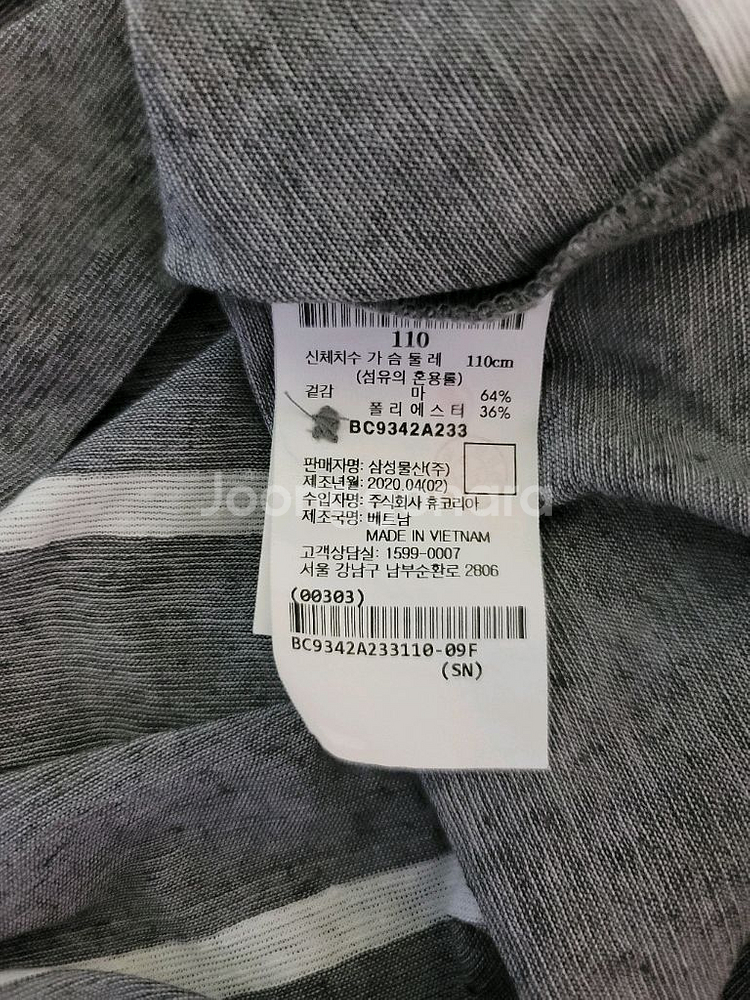 110
신체치수 가 슴 둘 레 110cm
(섬유의 혼용률)
겉감 마 64%
폴 리 에 스 터 36%
BC9342A233
판매자명: 삼성물산(주)
제조년월: 2020.04(02)
수입자명: 주식회사 휴코리아
제조국명: 베트남
MADE IN VIETNAM
고객상담실: 1599-0007
서울 강남구 남부순환로 2806
(00303)
BC9342A233110-09F
(SN)